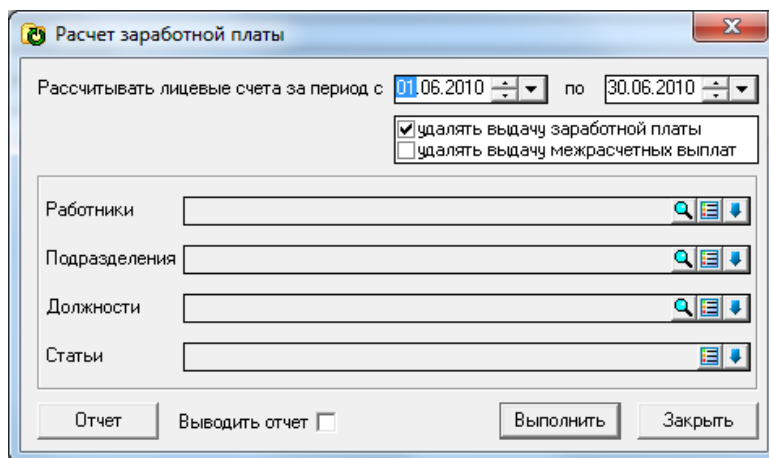 Расчет заработной платы
Рассчитывать лицевые счета за период с 01.06.2010 по 30.06.2010
удалять выдачу заработной платы
удалять выдачу межрасчетных выплат
Работники
Подразделения
Должности
Статьи
Отчет Выводить отчет Выполнить Закрыть